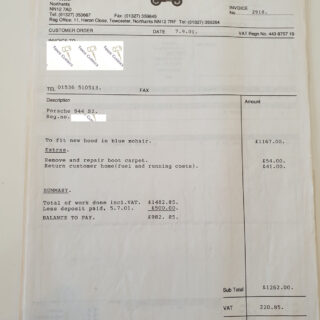 Northants
NN12 7AD
Tel: (01327) 353667 Fax: (01327) 359640
Reg Office: 11, Hazon Close, Towcester, Northants NN12 7RF Tel: (01327)
INVOICE
No. 2918.
CUSTOMER ORDER DATE 7.9.01. VAT Regn No. 443 8757 19
INVOICE TO
TEL 01536 510513. FAX
Description Amount
Porsche 944 S2.
Reg.no.
To fit new hood in blue mohair. £1167.00.
Extras.
Remove and repair boot carpet. £54.00.
Return customer home(fuel and running costs). £41.00.
SUMMARY.
Total of work done incl.VAT. £1482.85.
Less deposit paid, 5.7.01. £500.00.
BALANCE TO PAY. £982. 85.
Sub Total £1262.00.
VAT 220.85.